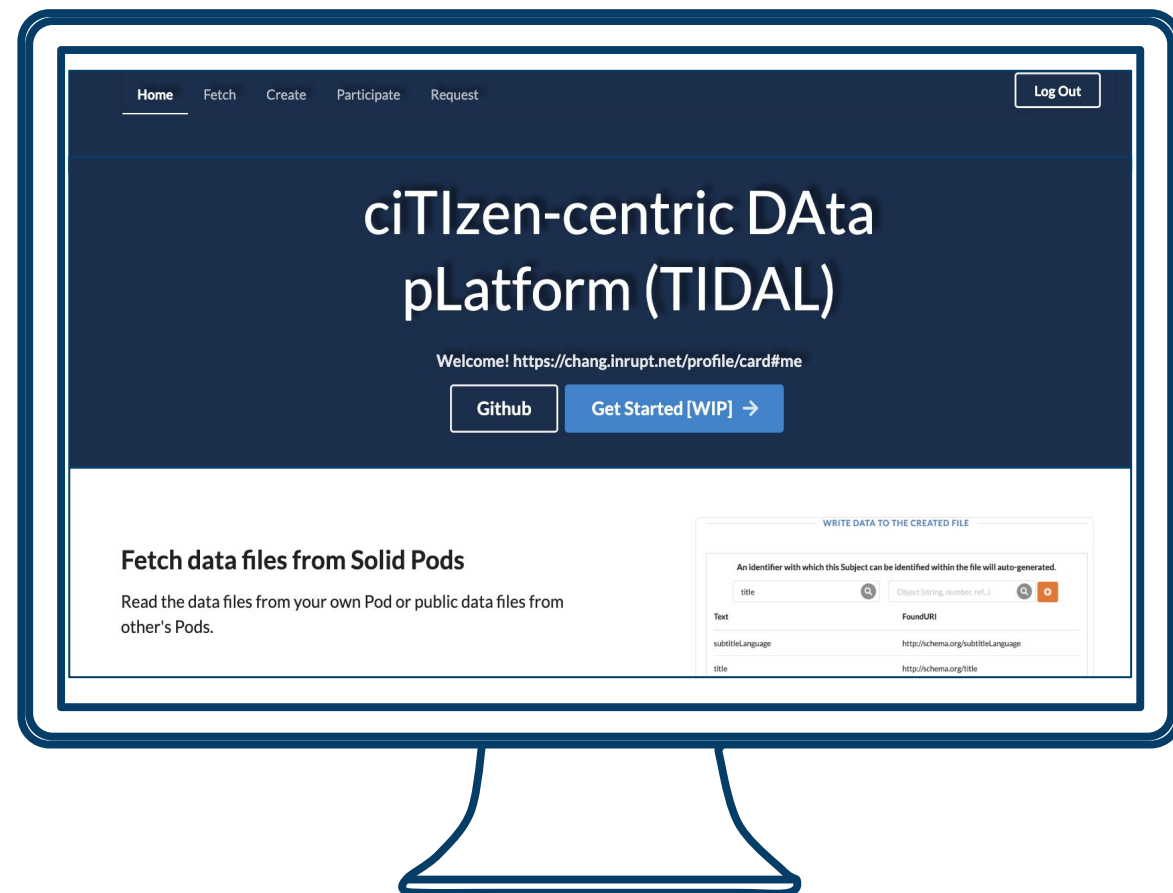 Home Fetch Create Participate Request Log Out
ciTIzen-centric DAta
pLatform (TIDAL)
Welcome! https://chang.inrupt.net/profile/card#me
Github Get Started [WIP] →
Fetch data files from Solid Pods
Read the data files from your own Pod or public data files from
other's Pods.
WRITE DATA TO THE CREATED FILE
An identifier with which this Subject can be identified within the file will auto-generated.
title Object (string, number, ref...)
Text FoundURI
subtitleLanguage http://schema.org/subtitleLanguage
title http://schema.org/title